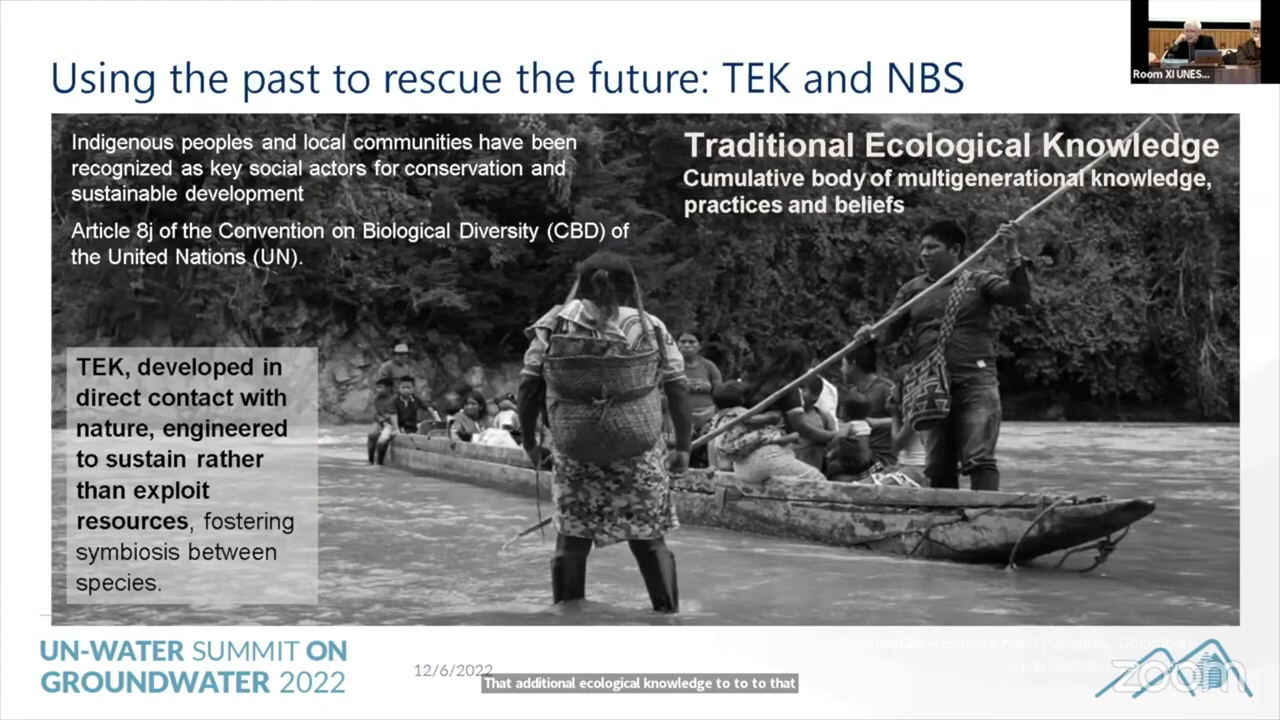 Room XI UNES...
Using the past to rescue the future: TEK and NBS
Indigenous peoples and local communities have been
recognized as key social actors for conservation and
sustainable development
Article 8j of the Convention on Biological Diversity (CBD) of
the United Nations (UN).
Traditional Ecological Knowledge
Cumulative body of multigenerational knowledge,
practices and beliefs
TEK, developed in
direct contact with
nature, engineered
to sustain rather
than exploit
resources, fostering
symbiosis between
species.
UN-WATER SUMMIT ON
GROUNDWATER 2022
12/6/2022
That additional ecological knowledge to to to that
zoom